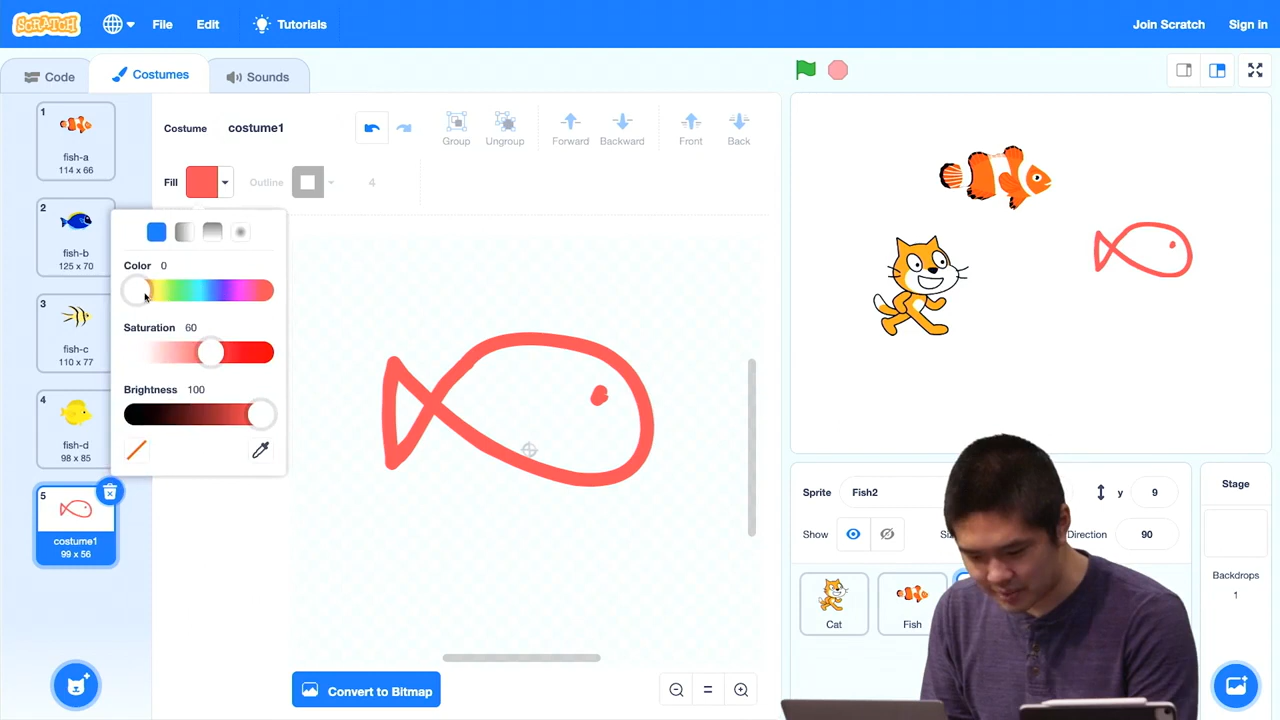 SCRATCH File Edit Tutorials Join Scratch Sign in
Code Costumes Sounds
1
fish-a
114 x 66
2
fish-b
125 x 70
3
fish-c
110 x 77
4
fish-d
98 x 85
5
costume1
99 x 56
Costume costume1
Group Ungroup Forward Backward Front Back
Fill Outline 4
Color 0
Saturation 60
Brightness 100
Convert to Bitmap
Sprite Fish2 y 9
Show Direction 90
Cat Fish
Stage
Backdrops
1